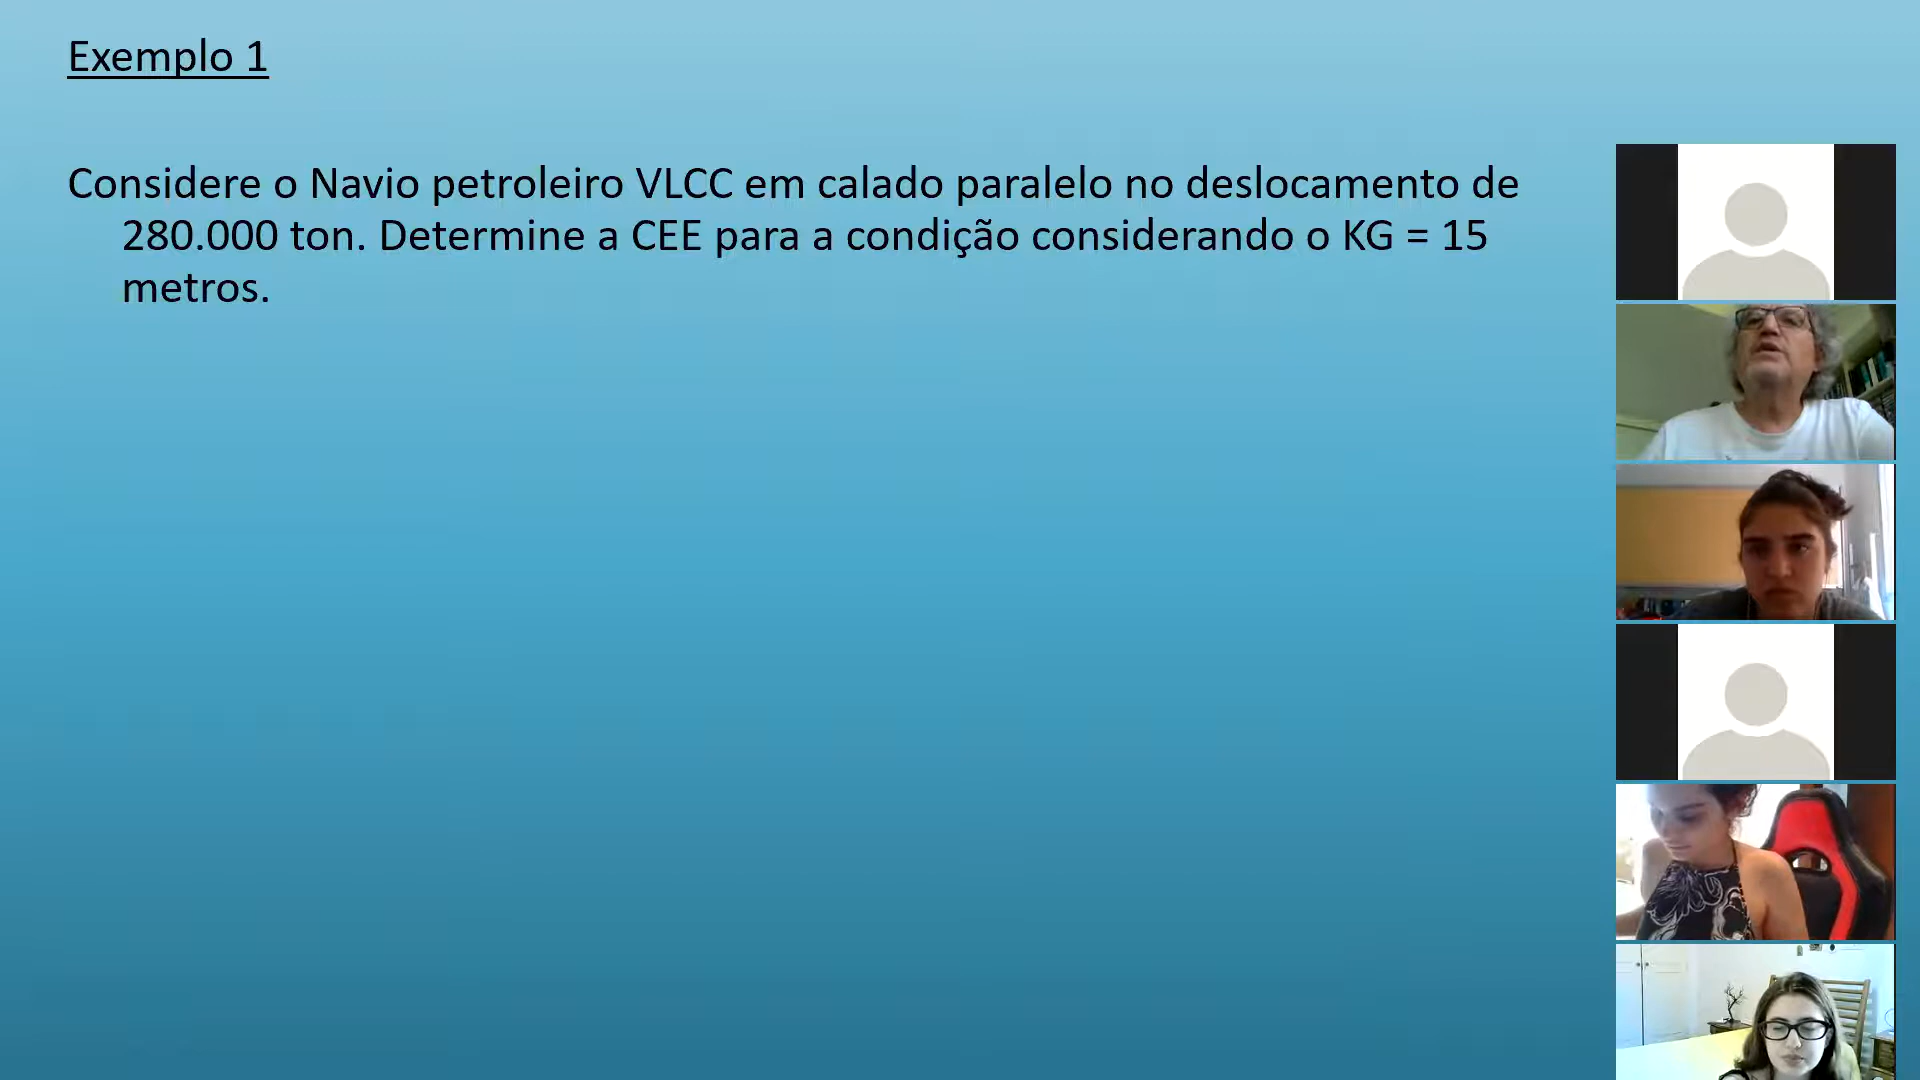 Exemplo 1
Considere o Navio petroleiro VLCC em calado paralelo no deslocamento de
280.000 ton. Determine a CEE para a condição considerando o KG = 15
metros.